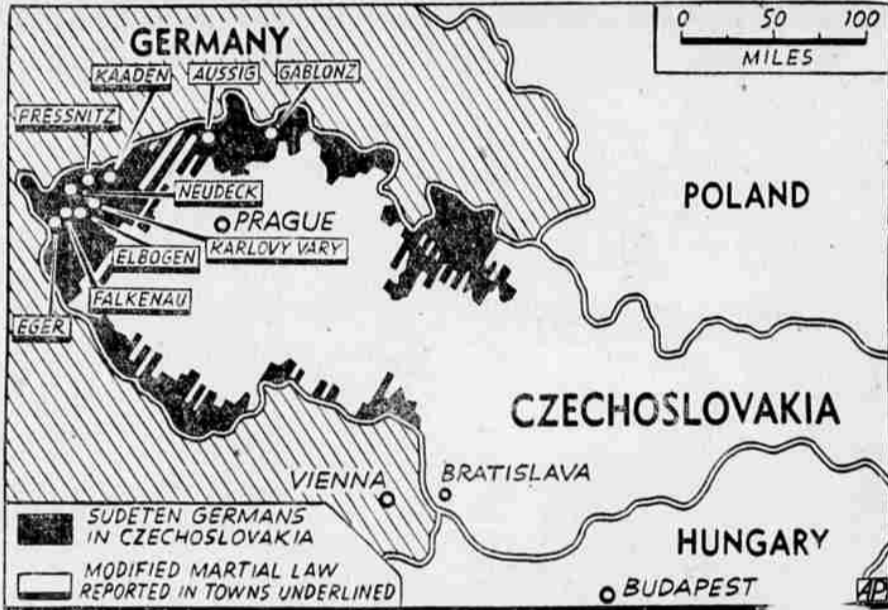 GERMANY
0 50 100
MILES
KAADEN
AUSSIG
GABLONZ
PRESSNITZ
NEUDECK
PRAGUE
POLAND
KARLOVY VARY
ELBOGEN
FALKENAU
EGER
CZECHOSLOVAKIA
VIENNA
BRATISLAVA
SUDETEN GERMANS
IN CZECHOSLOVAKIA
HUNGARY
MODIFIED MARTIAL LAW
REPORTED IN TOWNS UNDERLINED
BUDAPEST
AP